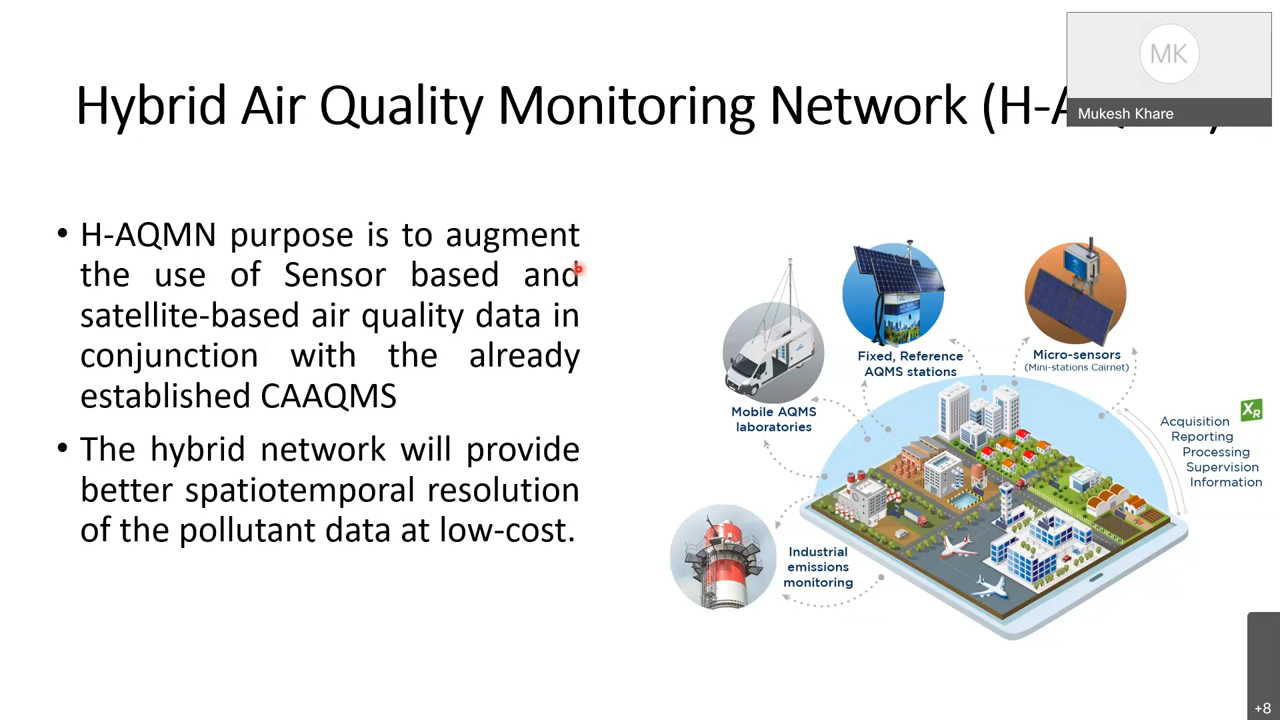 MK
Mukesh Khare
Hybrid Air Quality Monitoring Network (H-A
• H-AQMN purpose is to augment
the use of Sensor based and
satellite-based air quality data in
conjunction with the already
established CAAQMS
• The hybrid network will provide
better spatiotemporal resolution
of the pollutant data at low-cost.
Fixed, Reference
AQMS stations
Micro-sensors
(Mini-stations Cairnet)
Mobile AQMS
laboratories
Acquisition
Reporting
Processing
Supervision
Information
XR
Industrial
emissions
monitoring
+8